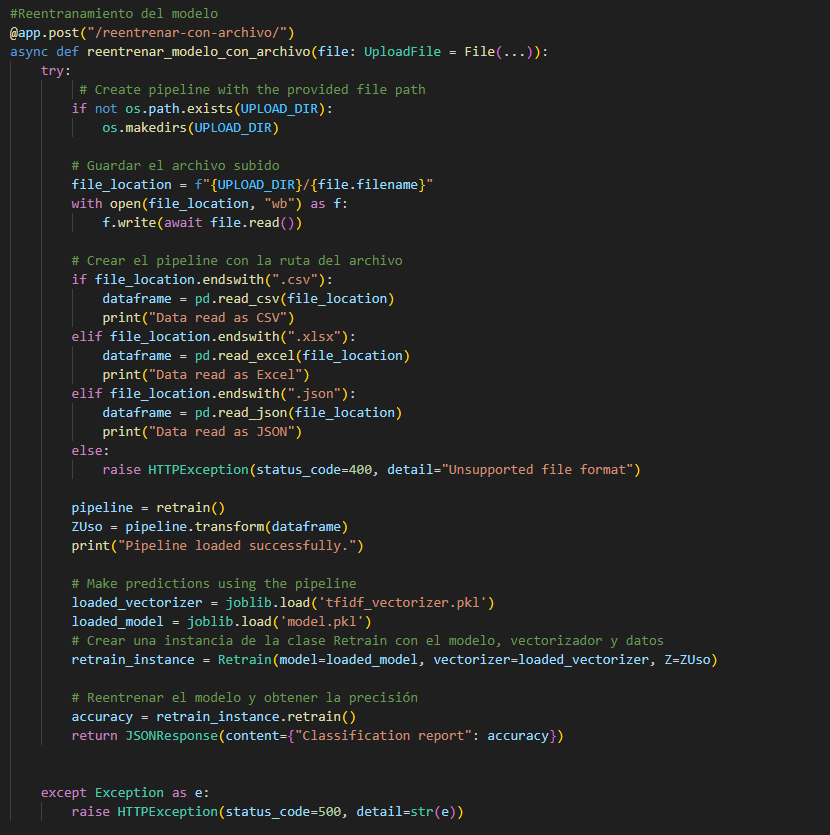 #Reentranamiento del modelo
@app.post("/reentrenar-con-archivo/")
async def reentrenar_modelo_con_archivo(file: UploadFile = File(...)):
    try:
         # Create pipeline with the provided file path
        if not os.path.exists(UPLOAD_DIR):
            os.makedirs(UPLOAD_DIR)

        # Guardar el archivo subido
        file_location = f"{UPLOAD_DIR}/{file.filename}"
        with open(file_location, "wb") as f:
            f.write(await file.read())

        # Crear el pipeline con la ruta del archivo
        if file_location.endswith(".csv"):
            dataframe = pd.read_csv(file_location)
            print("Data read as CSV")
        elif file_location.endswith(".xlsx"):
            dataframe = pd.read_excel(file_location)
            print("Data read as Excel")
        elif file_location.endswith(".json"):
            dataframe = pd.read_json(file_location)
            print("Data read as JSON")
        else:
            raise HTTPException(status_code=400, detail="Unsupported file format")

        pipeline = retrain()
        ZUso = pipeline.transform(dataframe)
        print("Pipeline loaded successfully.")

        # Make predictions using the pipeline
        loaded_vectorizer = joblib.load('tfidf_vectorizer.pkl')
        loaded_model = joblib.load('model.pkl')
        # Crear una instancia de la clase Retrain con el modelo, vectorizador y datos
        retrain_instance = Retrain(model=loaded_model, vectorizer=loaded_vectorizer, Z=ZUso)

        # Reentrenar el modelo y obtener la precisión
        accuracy = retrain_instance.retrain()
        return JSONResponse(content={"Classification report": accuracy})


    except Exception as e:
        raise HTTPException(status_code=500, detail=str(e))